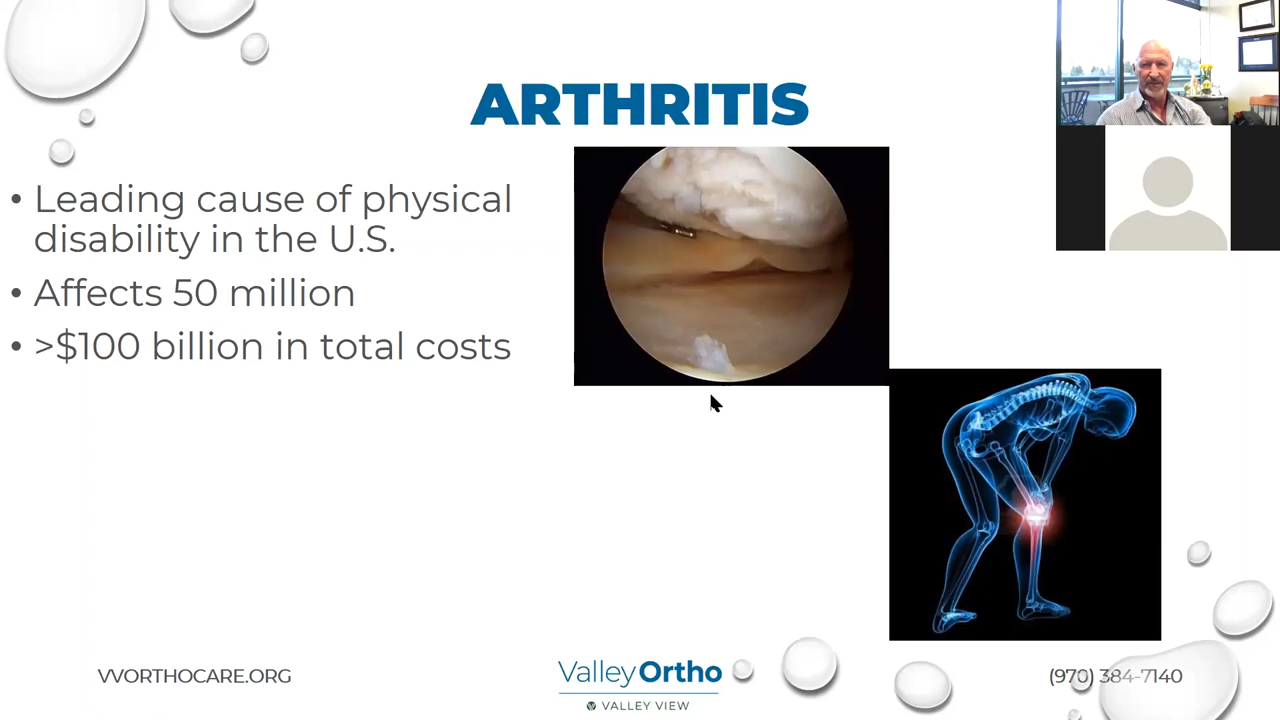 ARTHRITIS
• Leading cause of physical
disability in the U.S.
• Affects 50 million
• >$100 billion in total costs
VVORTHOCARE.ORG
ValleyOrtho
VALLEY VIEW
(970) 384-7140